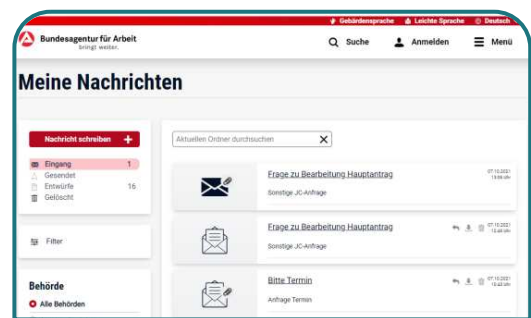 Gebärdensprache Leichte Sprache Deutsch
Bundesagentur für Arbeit
bringt weiter.
Suche Anmelden Menü
Meine Nachrichten
Nachricht schreiben
Eingang 1
Gesendet
Entwürfe 16
Gelöscht
Filter
Behörde
Alle Behörden
Aktuellen Ordner durchsuchen
Frage zu Bearbeitung Hauptantrag 07.10.2021
Sonstige JC-Anfrage
Frage zu Bearbeitung Hauptantrag 07.10.2021
Sonstige JC-Anfrage
Bitte Termin 07.10.2021
Anfrage Termin